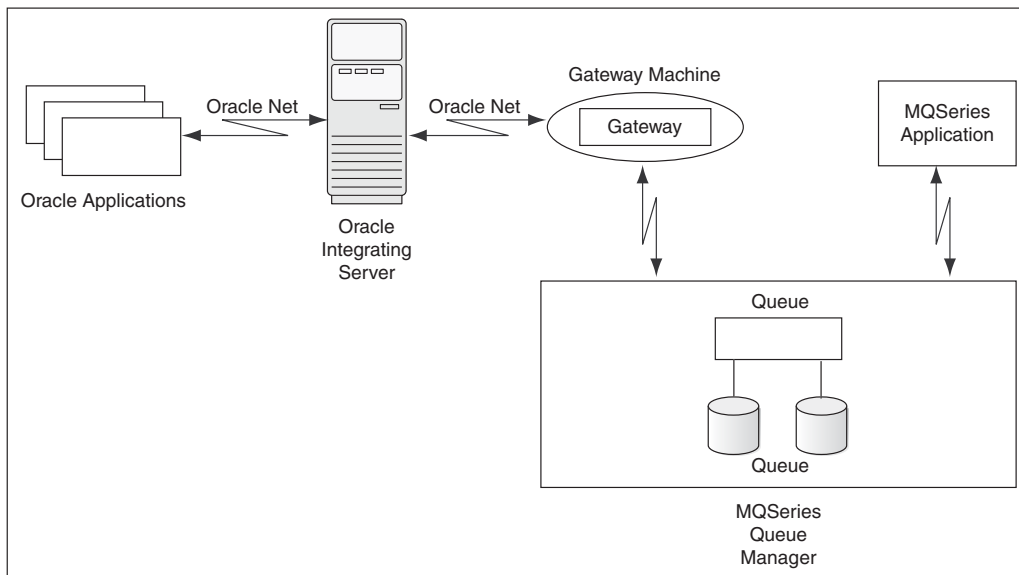 Oracle Applications
Oracle Net
Oracle
Integrating
Server
Oracle Net
Gateway Machine
Gateway
MQSeries
Application
Queue
Queue
MQSeries
Queue
Manager